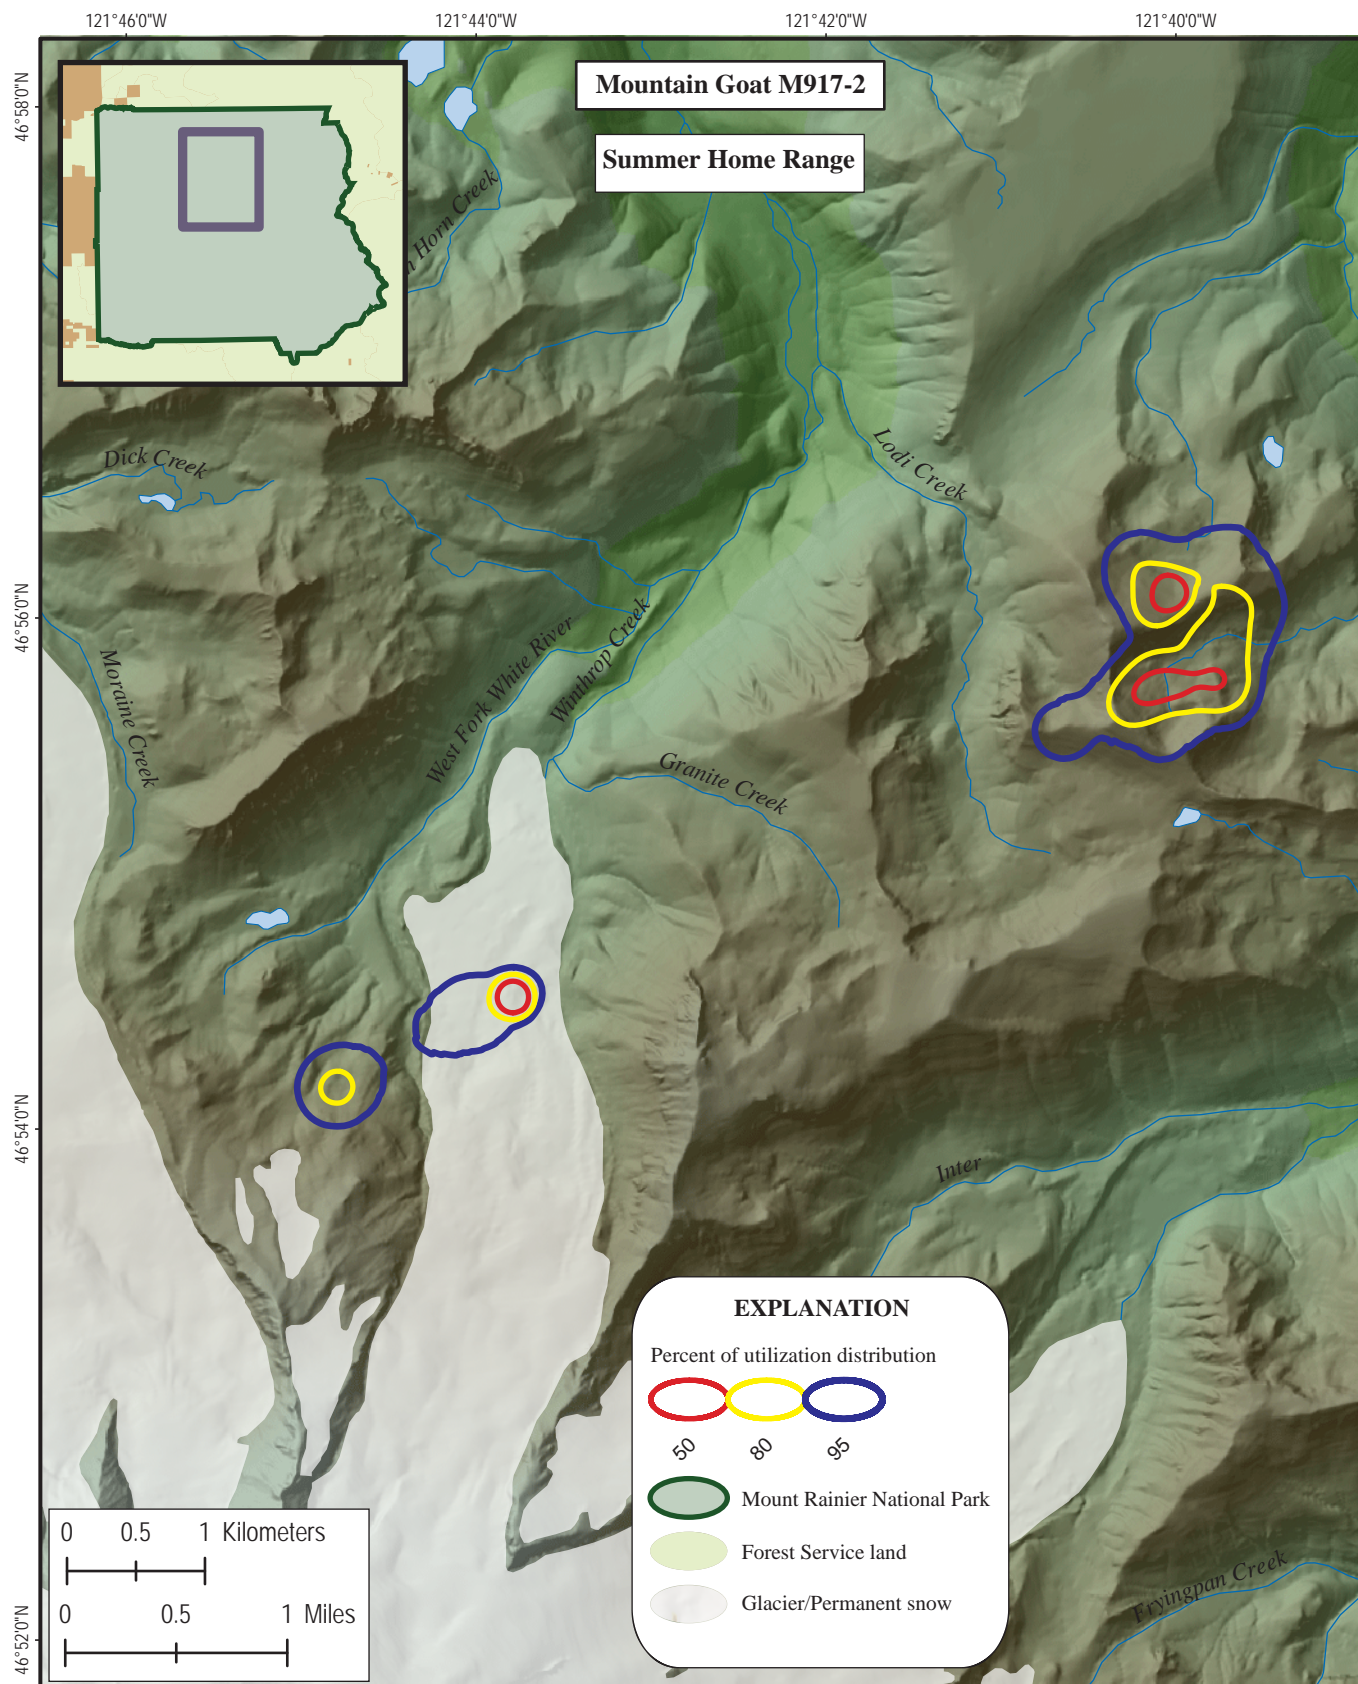 121°46'0"W
121°44'0"W
121°42'0"W
121°40'0"W
46°58'0"N
46°56'0"N
46°54'0"N
46°52'0"N
Mountain Goat M917-2
Summer Home Range
Horn Creek
Dick Creek
Lodi Creek
Moraine Creek
West Fork White River
Winthrop Creek
Granite Creek
Inter
Fryingpan Creek
EXPLANATION
Percent of utilization distribution
50 80 95
Mount Rainier National Park
Forest Service land
Glacier/Permanent snow
0 0.5 1 Kilometers
0 0.5 1 Miles